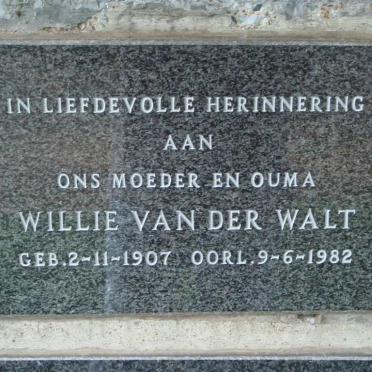 IN LIEFDEVOLLE HERINNERING
AAN
ONS MOEDER EN OUMA
WILLIE VAN DER WALT
GEB.2-11-1907 OORL.9-6-1982